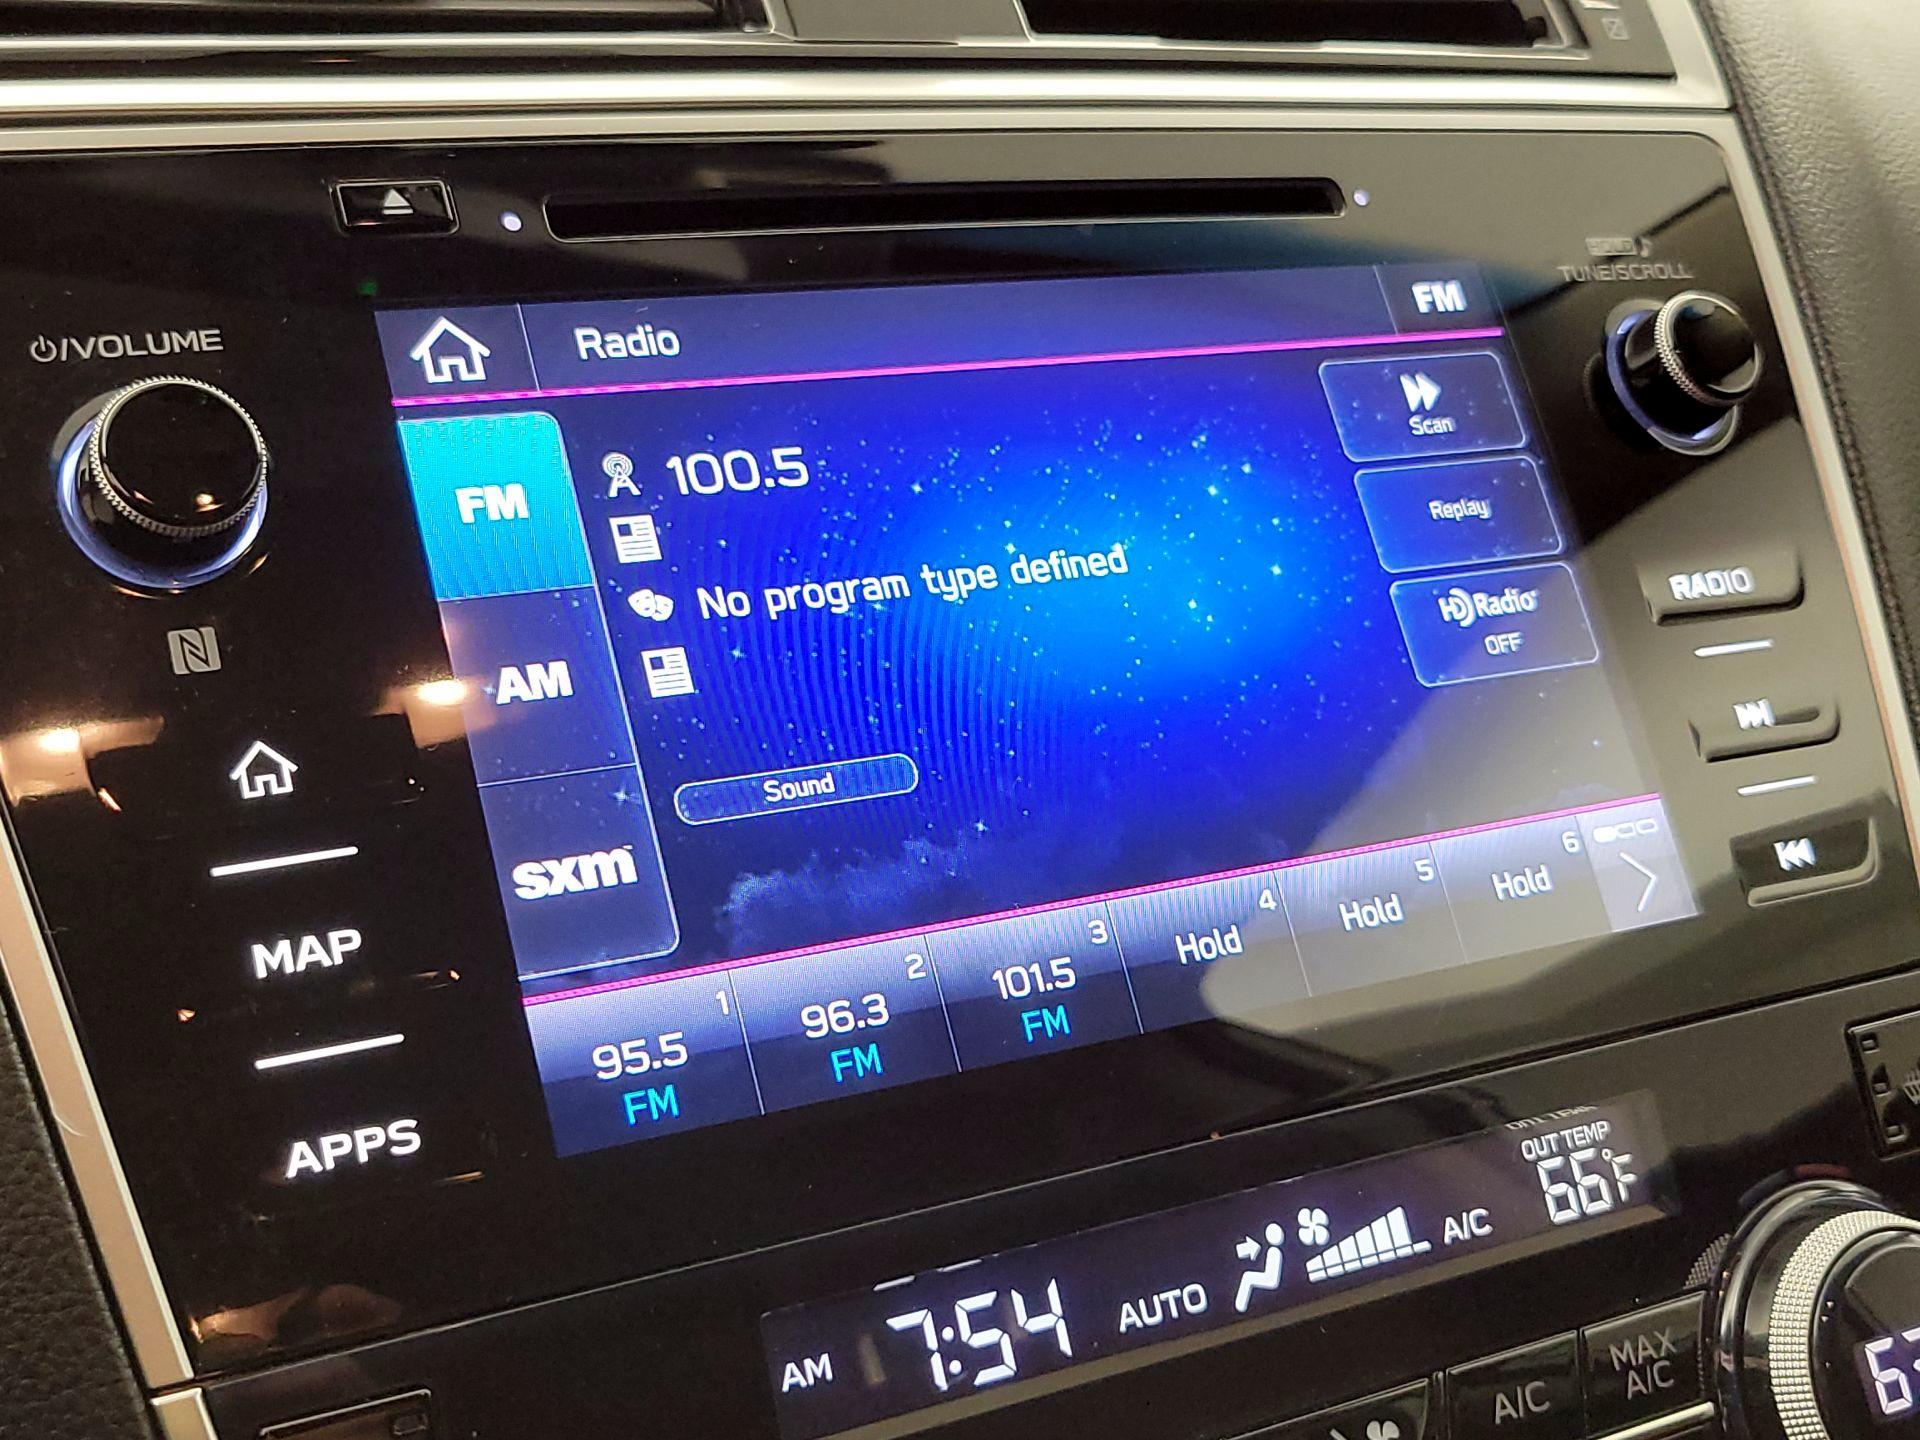 HOLD ♪
TUNE/SCROLL
⏻/VOLUME
Radio
FM
FM
AM
sxm
100.5
No program type defined
Sound
Scan
Replay
HD Radio
OFF
RADIO
MAP
APPS
1
95.5
FM
2
96.3
FM
3
101.5
FM
4
Hold
5
Hold
6
Hold
OUT TEMP
66°F
AM 7:54 AUTO A/C
A/C
MAX
A/C